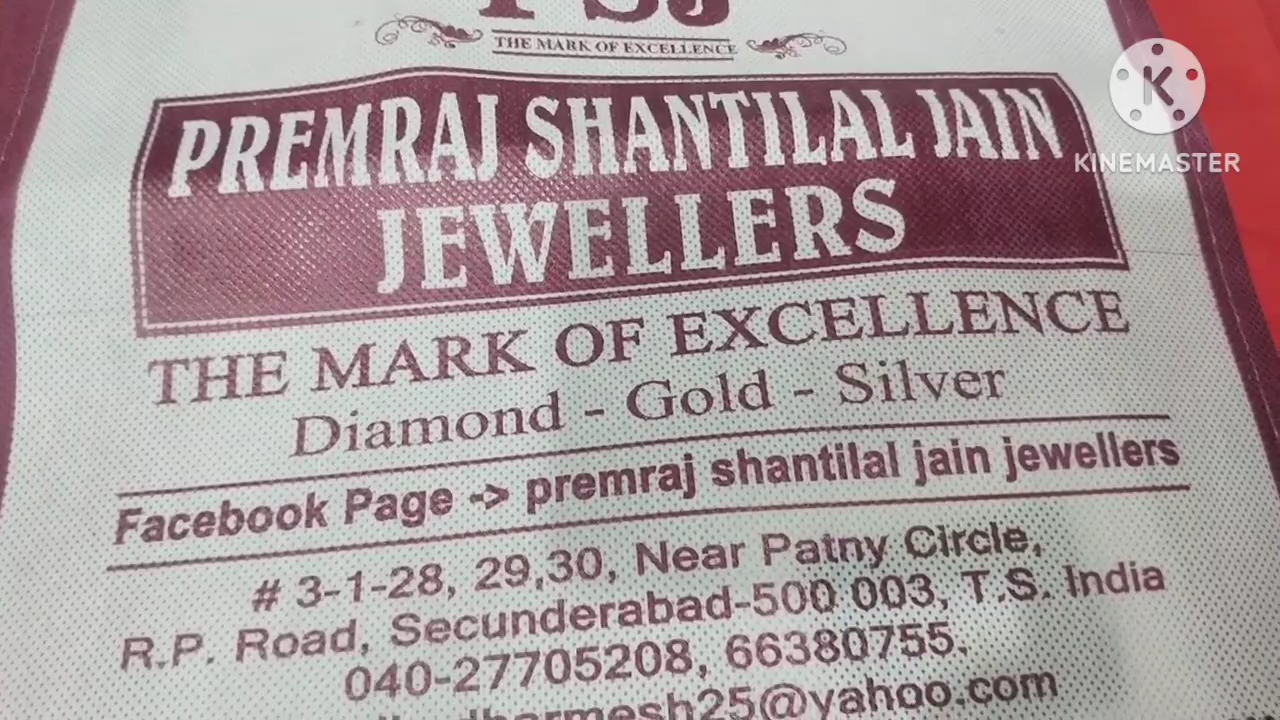 PSJ
THE MARK OF EXCELLENCE
PREMRAJ SHANTILAL JAIN
JEWELLERS
THE MARK OF EXCELLENCE
Diamond - Gold - Silver
Facebook Page -> premraj shantilal jain jewellers
# 3-1-28, 29,30, Near Patny Circle,
R.P. Road, Secunderabad-500 003, T.S. India
040-27705208, 66380755.
K
KINEMASTER